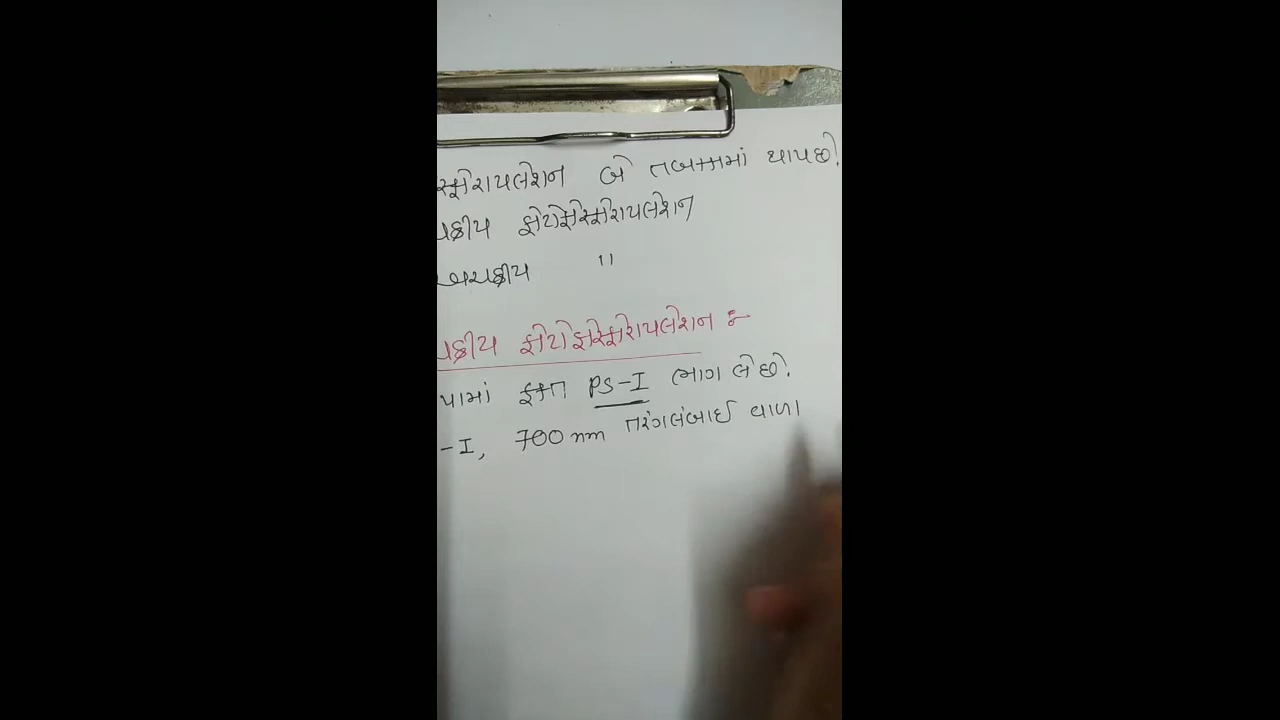 સ્ફોરાયલેશન બે તબક્કામાં થાય છે.
ચક્રીય ફોટોફોસ્ફોરાયલેશન
અચક્રીય "
ચક્રીય ફોટોફોસ્ફોરાયલેશન :-
યામાં ફક્ત PS-I ભાગ લે છે.
-I, 700 nm તરંગલંબાઈ વાળા